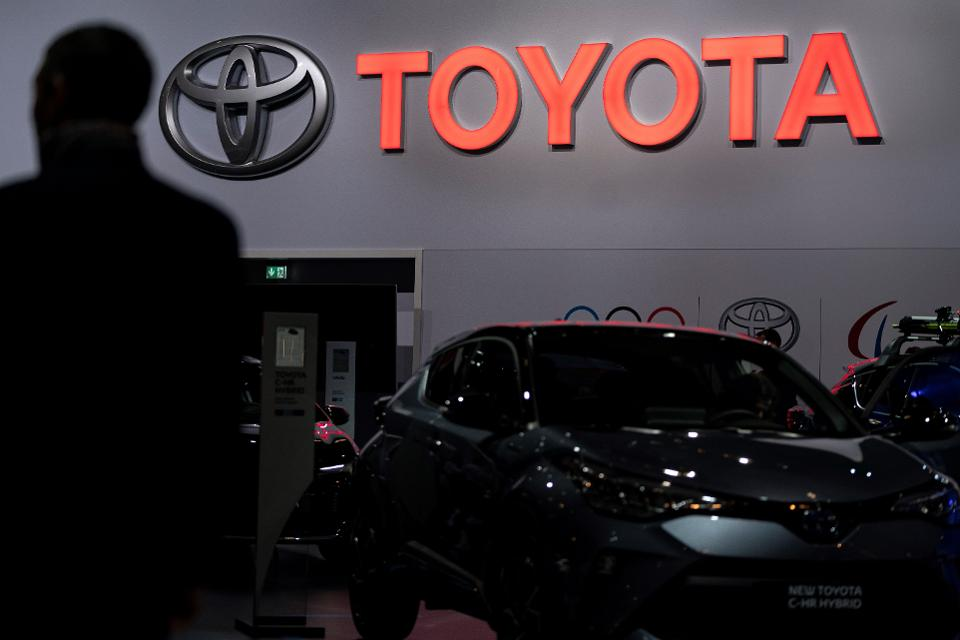 TOYOTA
TOYOTA
C-HR
HYBRID
NEW TOYOTA
C-HR HYBRID